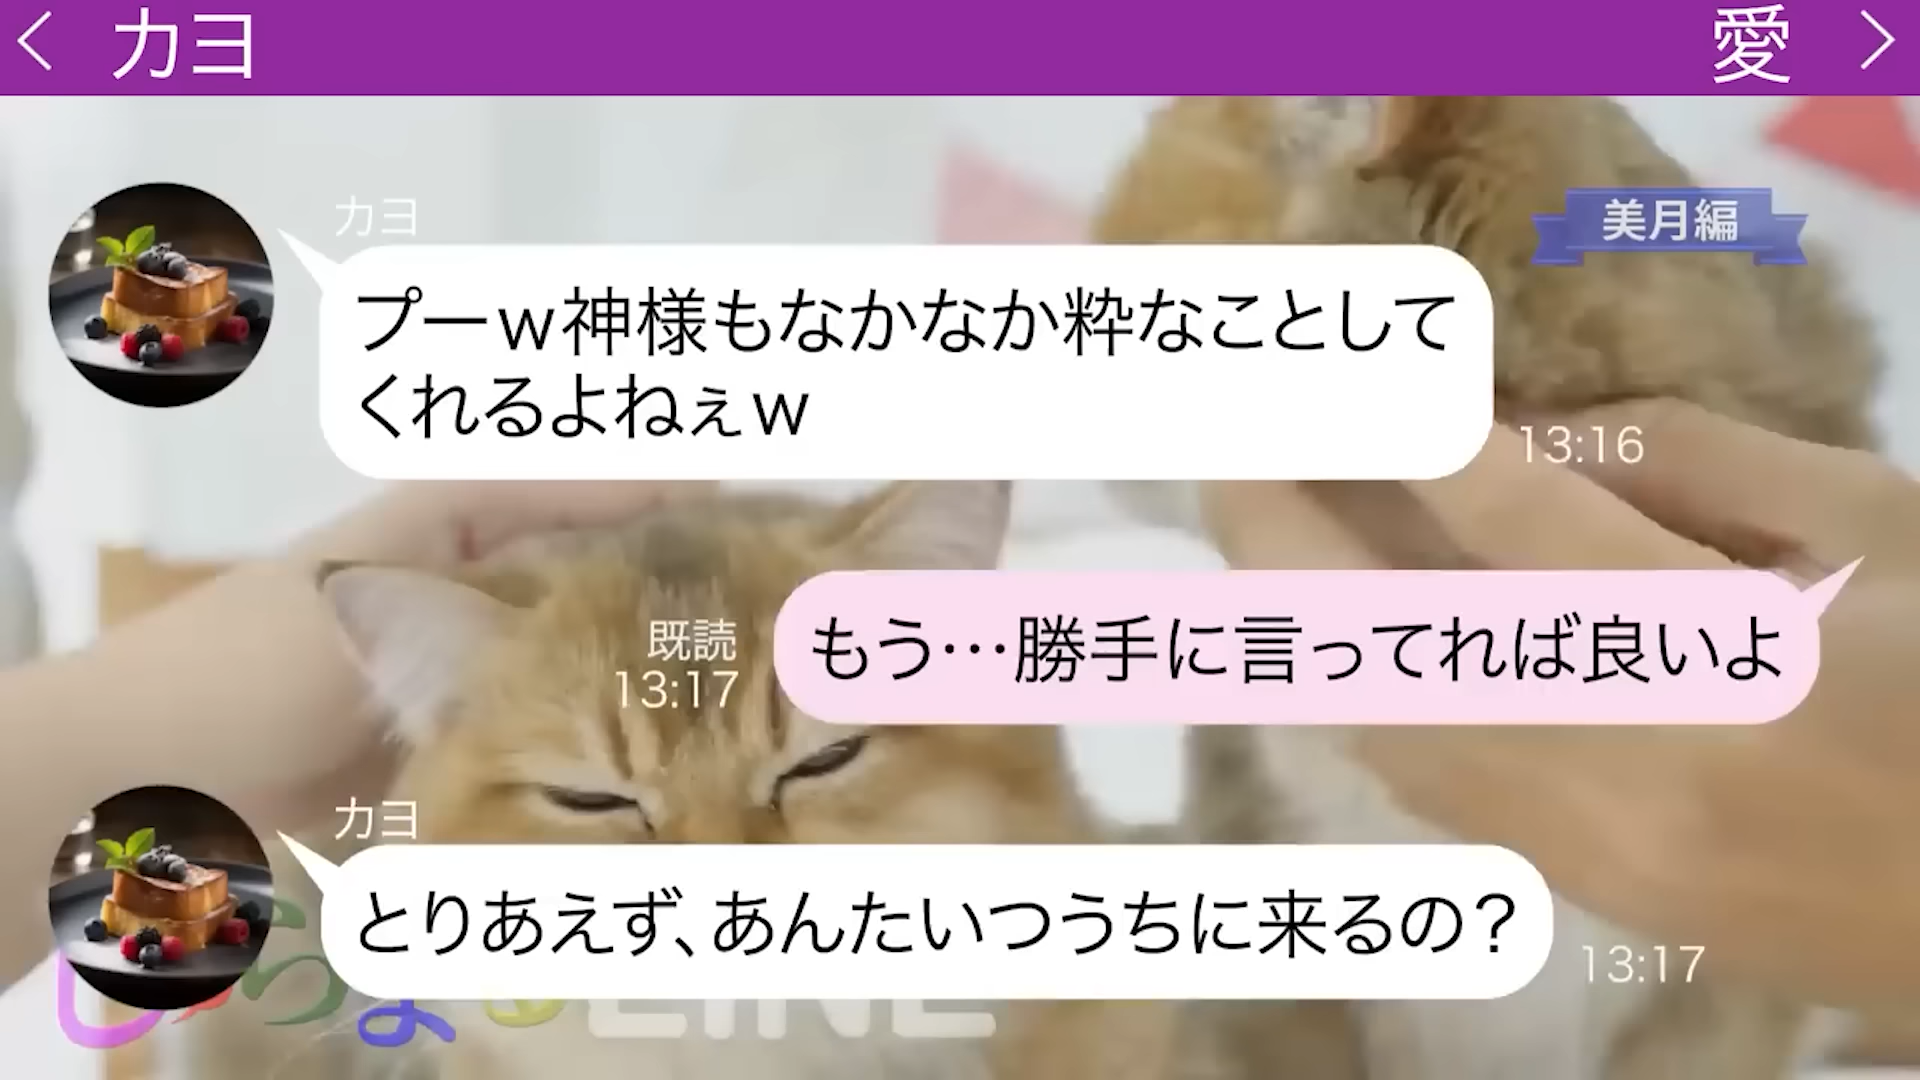 カヨ
愛
美月編
カヨ
プーw神様もなかなか粋なことして
くれるよねぇw
13:16
もう…勝手に言ってれば良いよ
既読
13:17
カヨ
とりあえず、あんたいつうちに来るの？
13:17
LINE